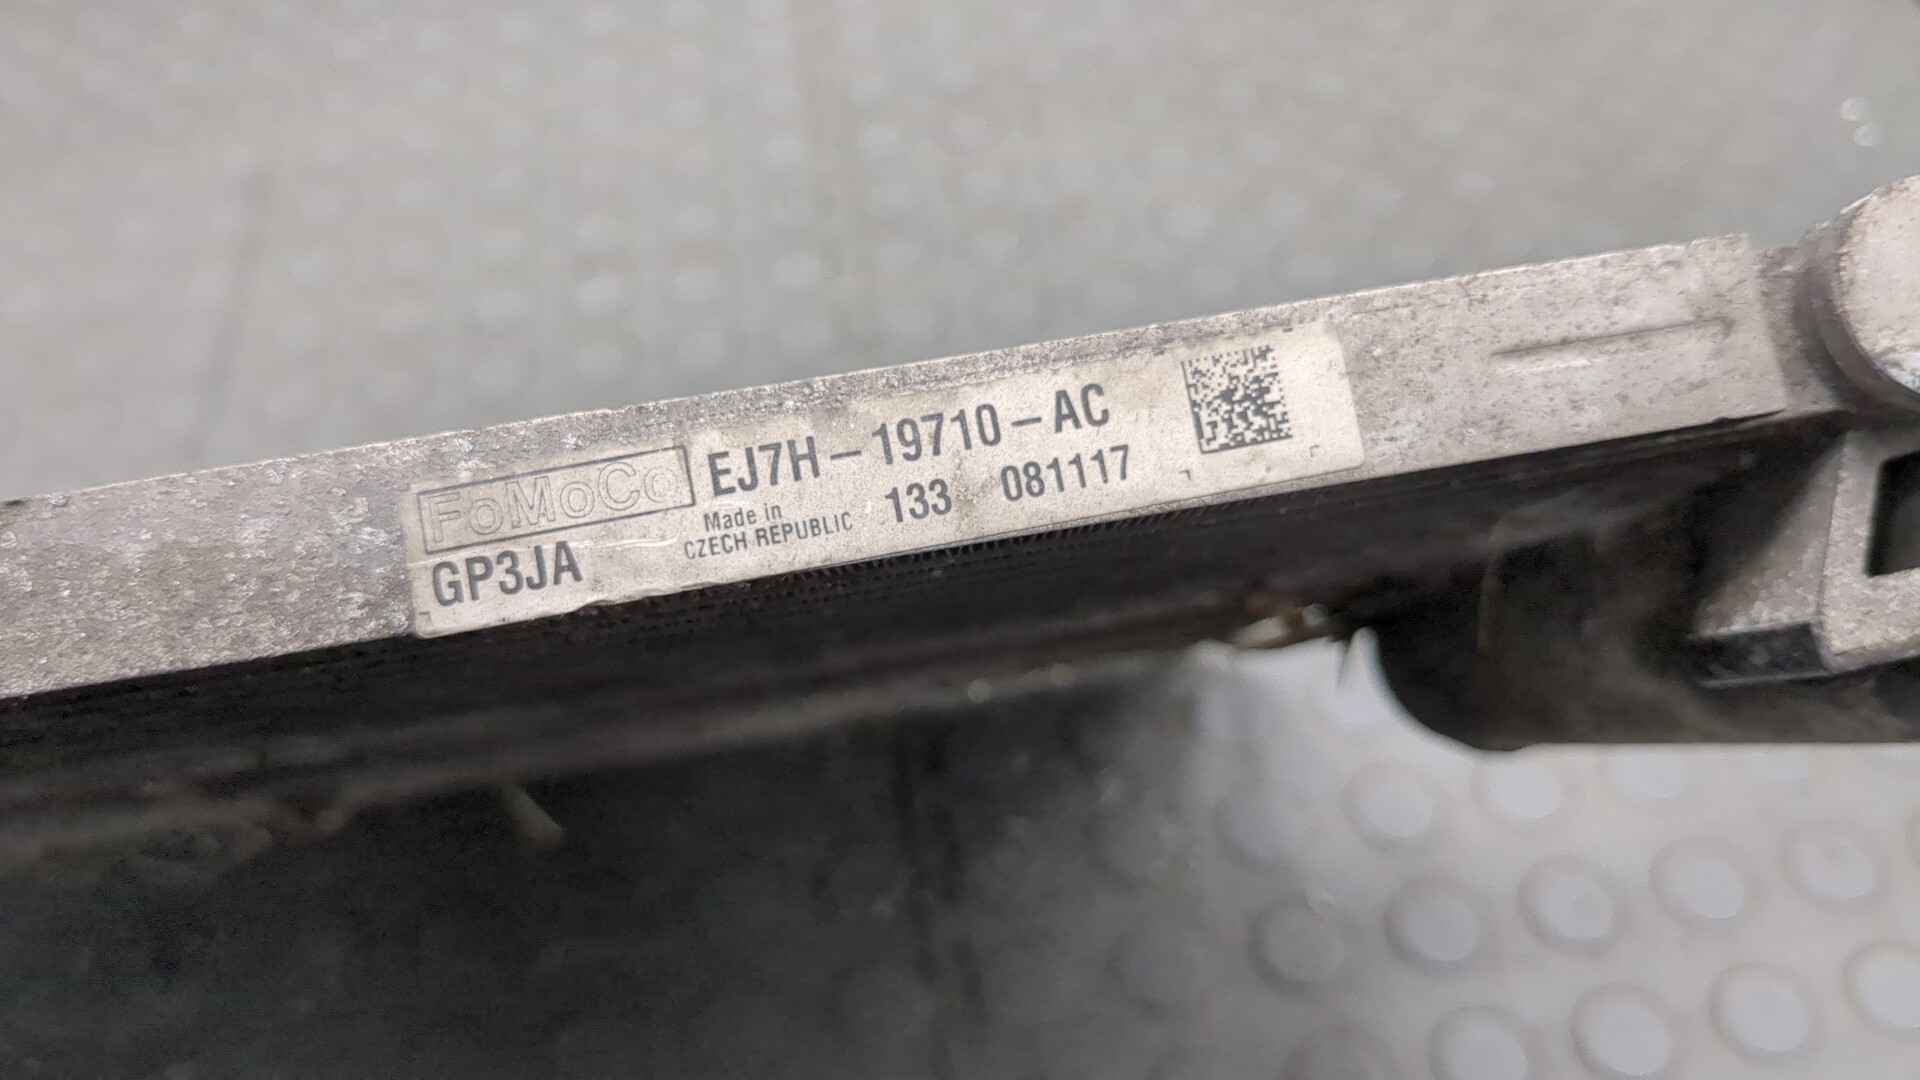 FoMoCo EJ7H-19710-AC
Made in
CZECH REPUBLIC 133 081117
GP3JA